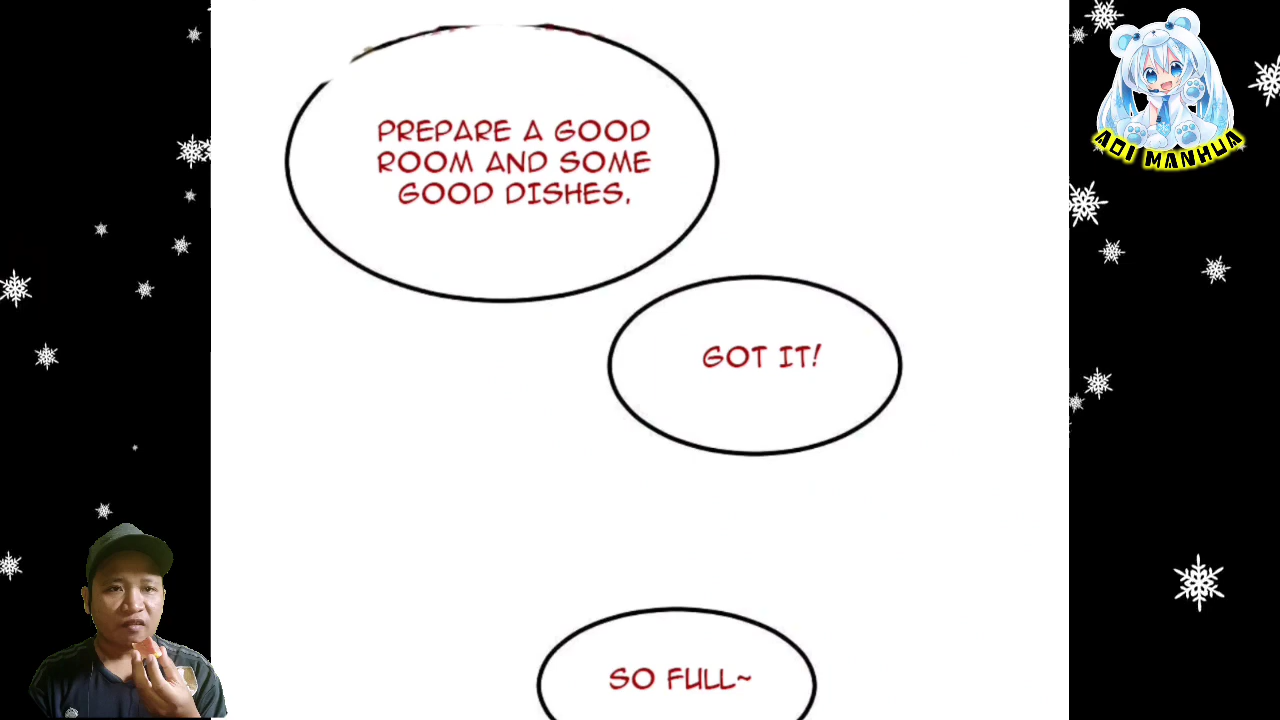 PREPARE A GOOD
ROOM AND SOME
GOOD DISHES.
GOT IT!
SO FULL~
AOI MANHUA